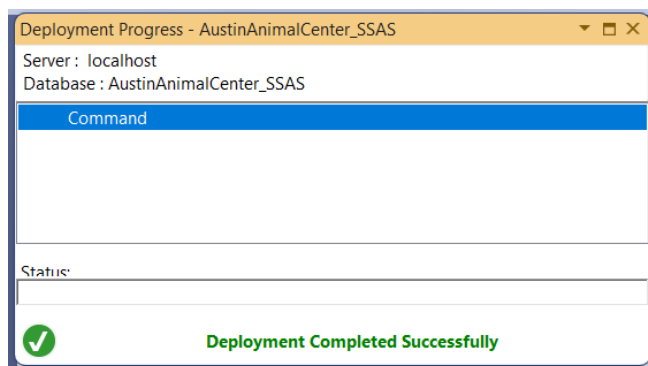 Deployment Progress - AustinAnimalCenter_SSAS
Server : localhost
Database : AustinAnimalCenter_SSAS
Command
Status:
Deployment Completed Successfully